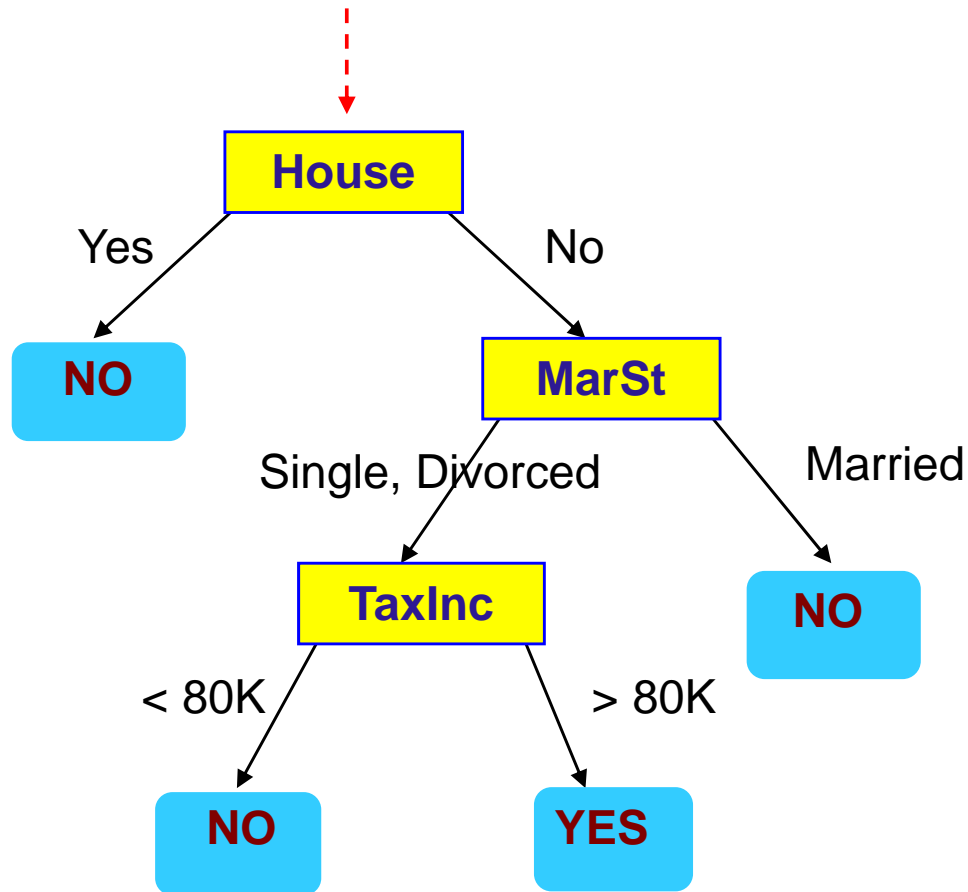 House
Yes
No
NO
MarSt
Single, Divorced
Married
TaxInc
NO
< 80K
> 80K
NO
YES